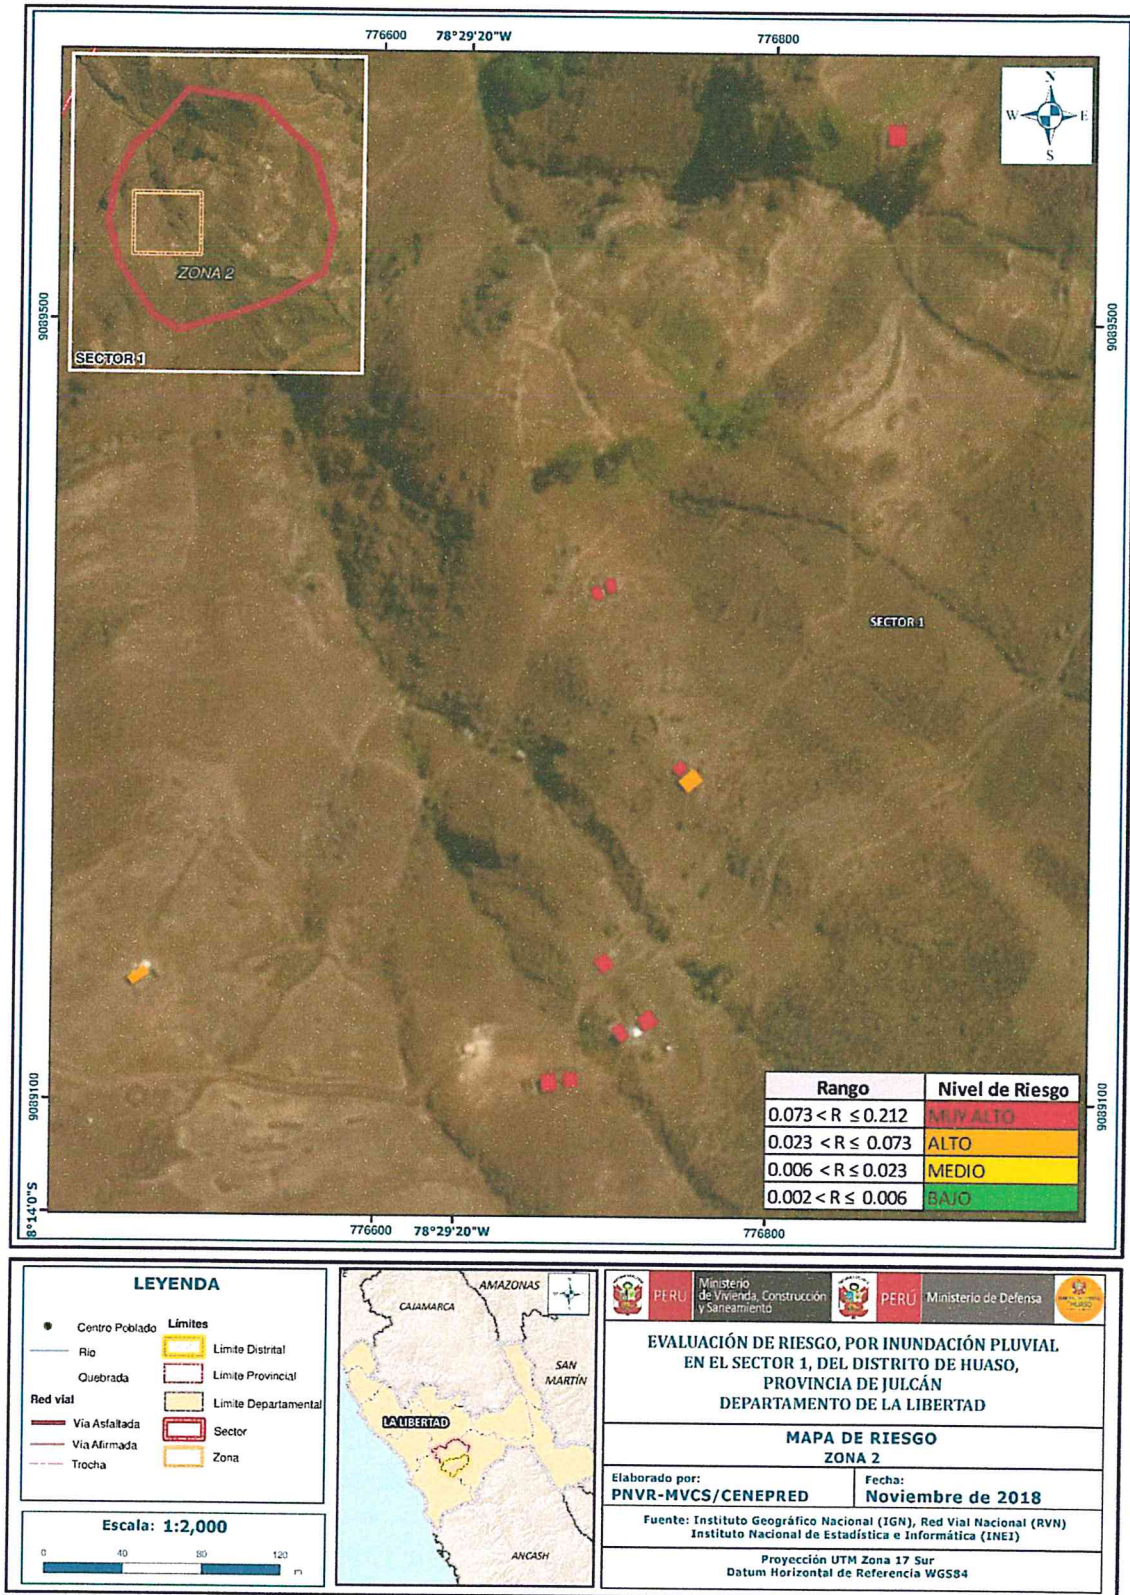 776600
78°29'20"W
776800
N
W
E
S
ZONA 2
SECTOR 1
9089500
9089500
SECTOR 1
9089100
9089100
8°14'0"S
Rango
Nivel de Riesgo
0.073 < R ≤ 0.212
MUY ALTO
0.023 < R ≤ 0.073
ALTO
0.006 < R ≤ 0.023
MEDIO
0.002 < R ≤ 0.006
BAJO
776600
78°29'20"W
776800
LEYENDA
Centro Poblado
Río
Quebrada
Red vial
Vía Asfaltada
Vía Afirmada
Trocha
Límites
Límite Distrital
Límite Provincial
Límite Departamental
Sector
Zona
Escala: 1:2,000
0
40
80
120
m
AMAZONAS
CAJAMARCA
SAN
MARTÍN
LA LIBERTAD
ANCASH
PERÚ
Ministerio
de Vivienda, Construcción
y Saneamiento
PERÚ
Ministerio de Defensa
HUASO
EVALUACIÓN DE RIESGO, POR INUNDACIÓN PLUVIAL
EN EL SECTOR 1, DEL DISTRITO DE HUASO,
PROVINCIA DE JULCÁN
DEPARTAMENTO DE LA LIBERTAD
MAPA DE RIESGO
ZONA 2
Elaborado por:
PNVR-MVCS/CENEPRED
Fecha:
Noviembre de 2018
Fuente: Instituto Geográfico Nacional (IGN), Red Vial Nacional (RVN)
Instituto Nacional de Estadística e Informática (INEI)
Proyección UTM Zona 17 Sur
Datum Horizontal de Referencia WGS84